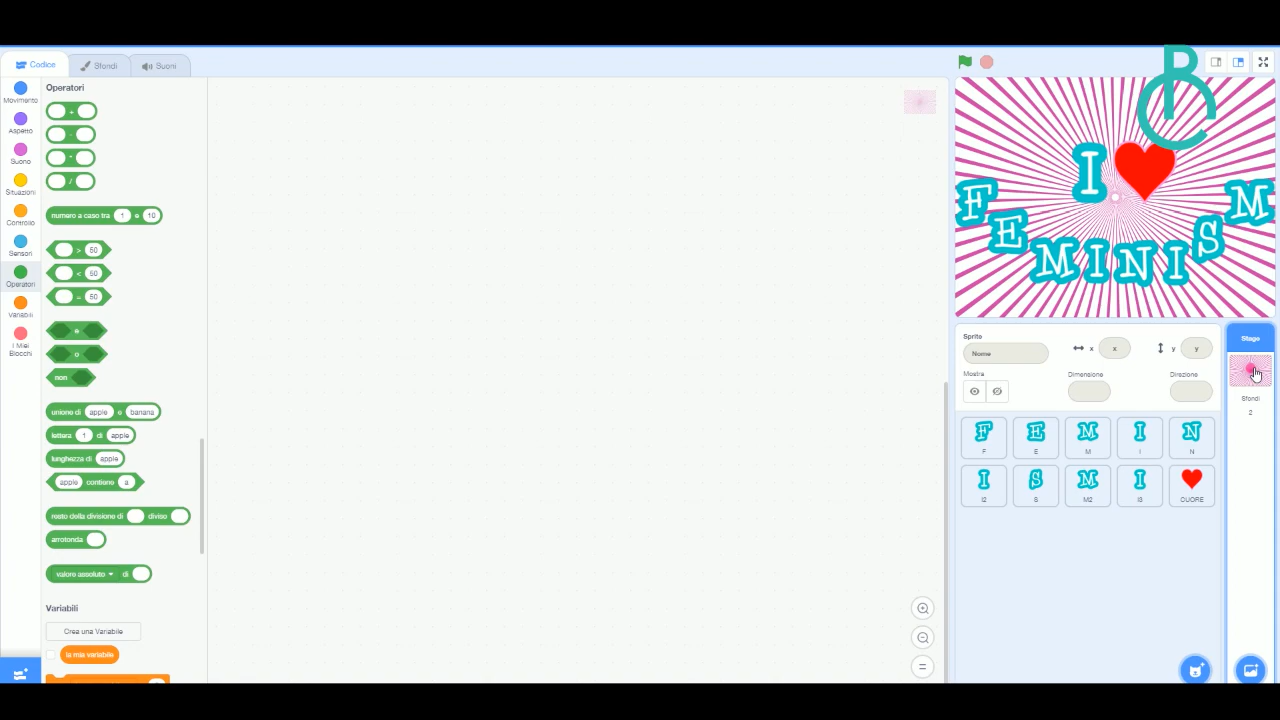 Codice
Sfondi
Suoni
Movimento
Aspetto
Suono
Situazioni
Controllo
Sensori
Operatori
Variabili
I Miei
Blocchi
Operatori
+
-
*
/
numero a caso tra 1 e 10
> 50
< 50
= 50
e
o
non
unione di apple e banana
lettera 1 di apple
lunghezza di apple
apple contiene a
resto della divisione di diviso
arrotonda
valore assoluto di
Variabili
Crea una Variabile
la mia variabile
I
FEMINISM
Sprite
Nome
x x
y y
Mostra
Dimensione
Direzione
F E M I N
I2 S M2 I3 CUORE
Stage
Sfondi
2